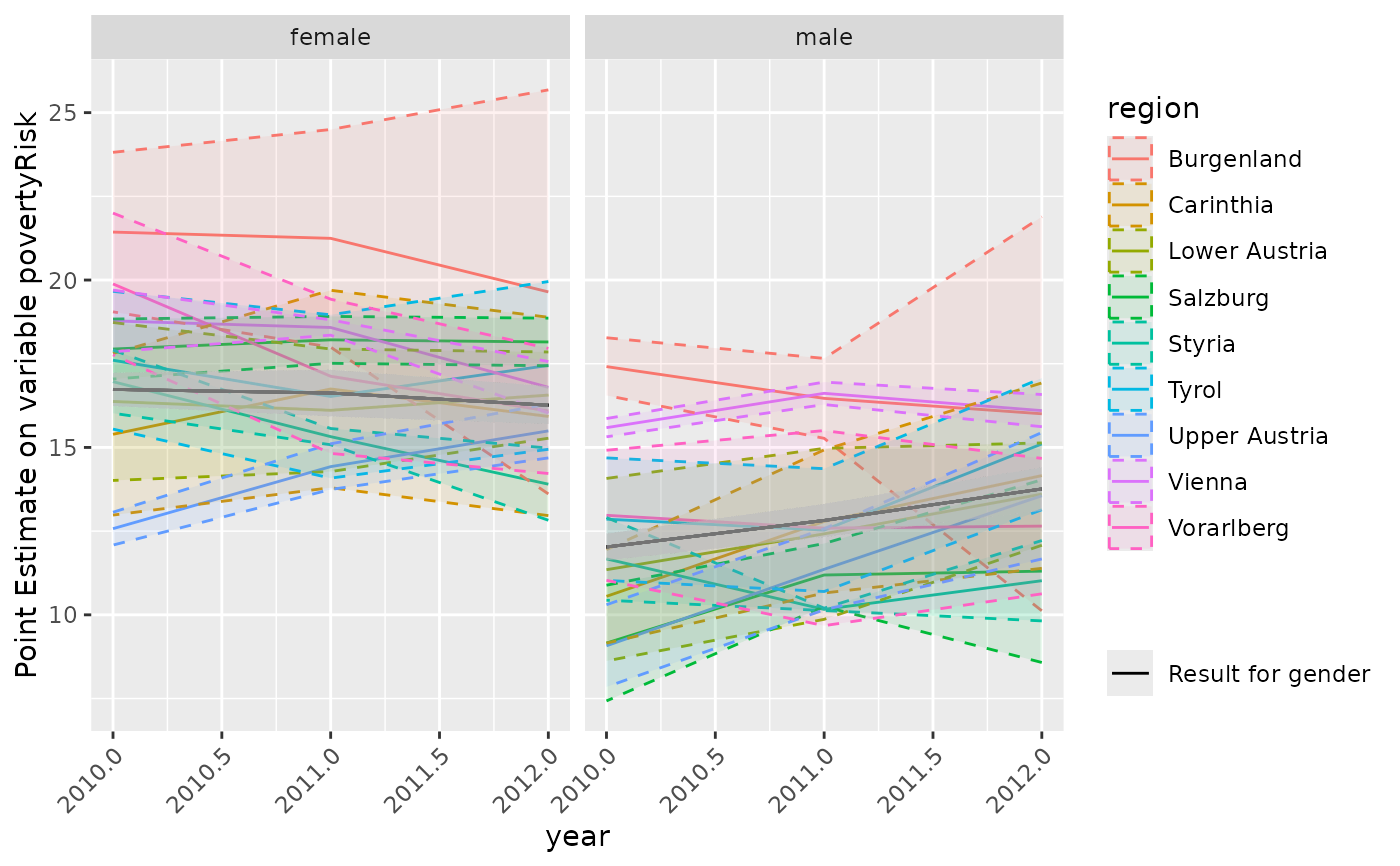 female
male
Point Estimate on variable povertyRisk
25
20
15
10
2010.0
2010.5
2011.0
2011.5
2012.0
2010.0
2010.5
2011.0
2011.5
2012.0
year
region
Burgenland
Carinthia
Lower Austria
Salzburg
Styria
Tyrol
Upper Austria
Vienna
Vorarlberg
Result for gender